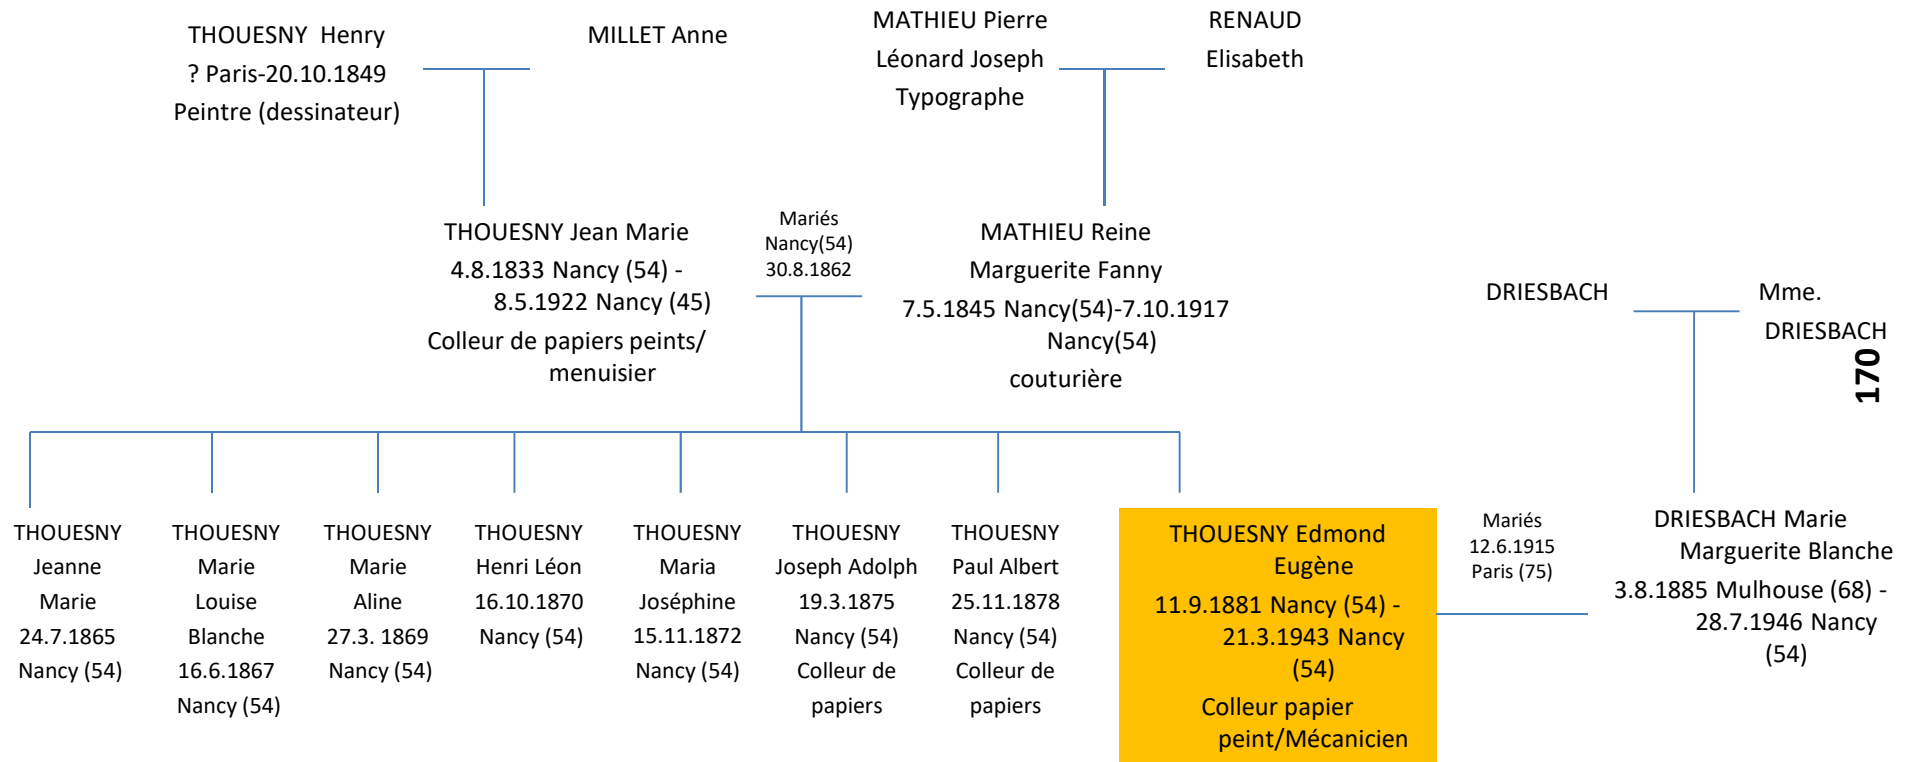 THOUESNY Henry
? Paris-20.10.1849
Peintre (dessinateur)
MILLET Anne
MATHIEU Pierre
Léonard Joseph
Typographe
RENAUD
Elisabeth
THOUESNY Jean Marie
4.8.1833 Nancy (54) -
8.5.1922 Nancy (45)
Colleur de papiers peints/
menuisier
Mariés
Nancy(54)
30.8.1862
MATHIEU Reine
Marguerite Fanny
7.5.1845 Nancy(54)-7.10.1917
Nancy(54)
couturière
DRIESBACH
Mme.
DRIESBACH
170
THOUESNY
Jeanne
Marie
24.7.1865
Nancy (54)
THOUESNY
Marie
Louise
Blanche
16.6.1867
Nancy (54)
THOUESNY
Marie
Aline
27.3. 1869
Nancy (54)
THOUESNY
Henri Léon
16.10.1870
Nancy (54)
THOUESNY
Maria
Joséphine
15.11.1872
Nancy (54)
THOUESNY
Joseph Adolph
19.3.1875
Nancy (54)
Colleur de
papiers
THOUESNY
Paul Albert
25.11.1878
Nancy (54)
Colleur de
papiers
THOUESNY Edmond
Eugène
11.9.1881 Nancy (54) -
21.3.1943 Nancy
(54)
Colleur papier
peint/Mécanicien
Mariés
12.6.1915
Paris (75)
DRIESBACH Marie
Marguerite Blanche
3.8.1885 Mulhouse (68) -
28.7.1946 Nancy
(54)